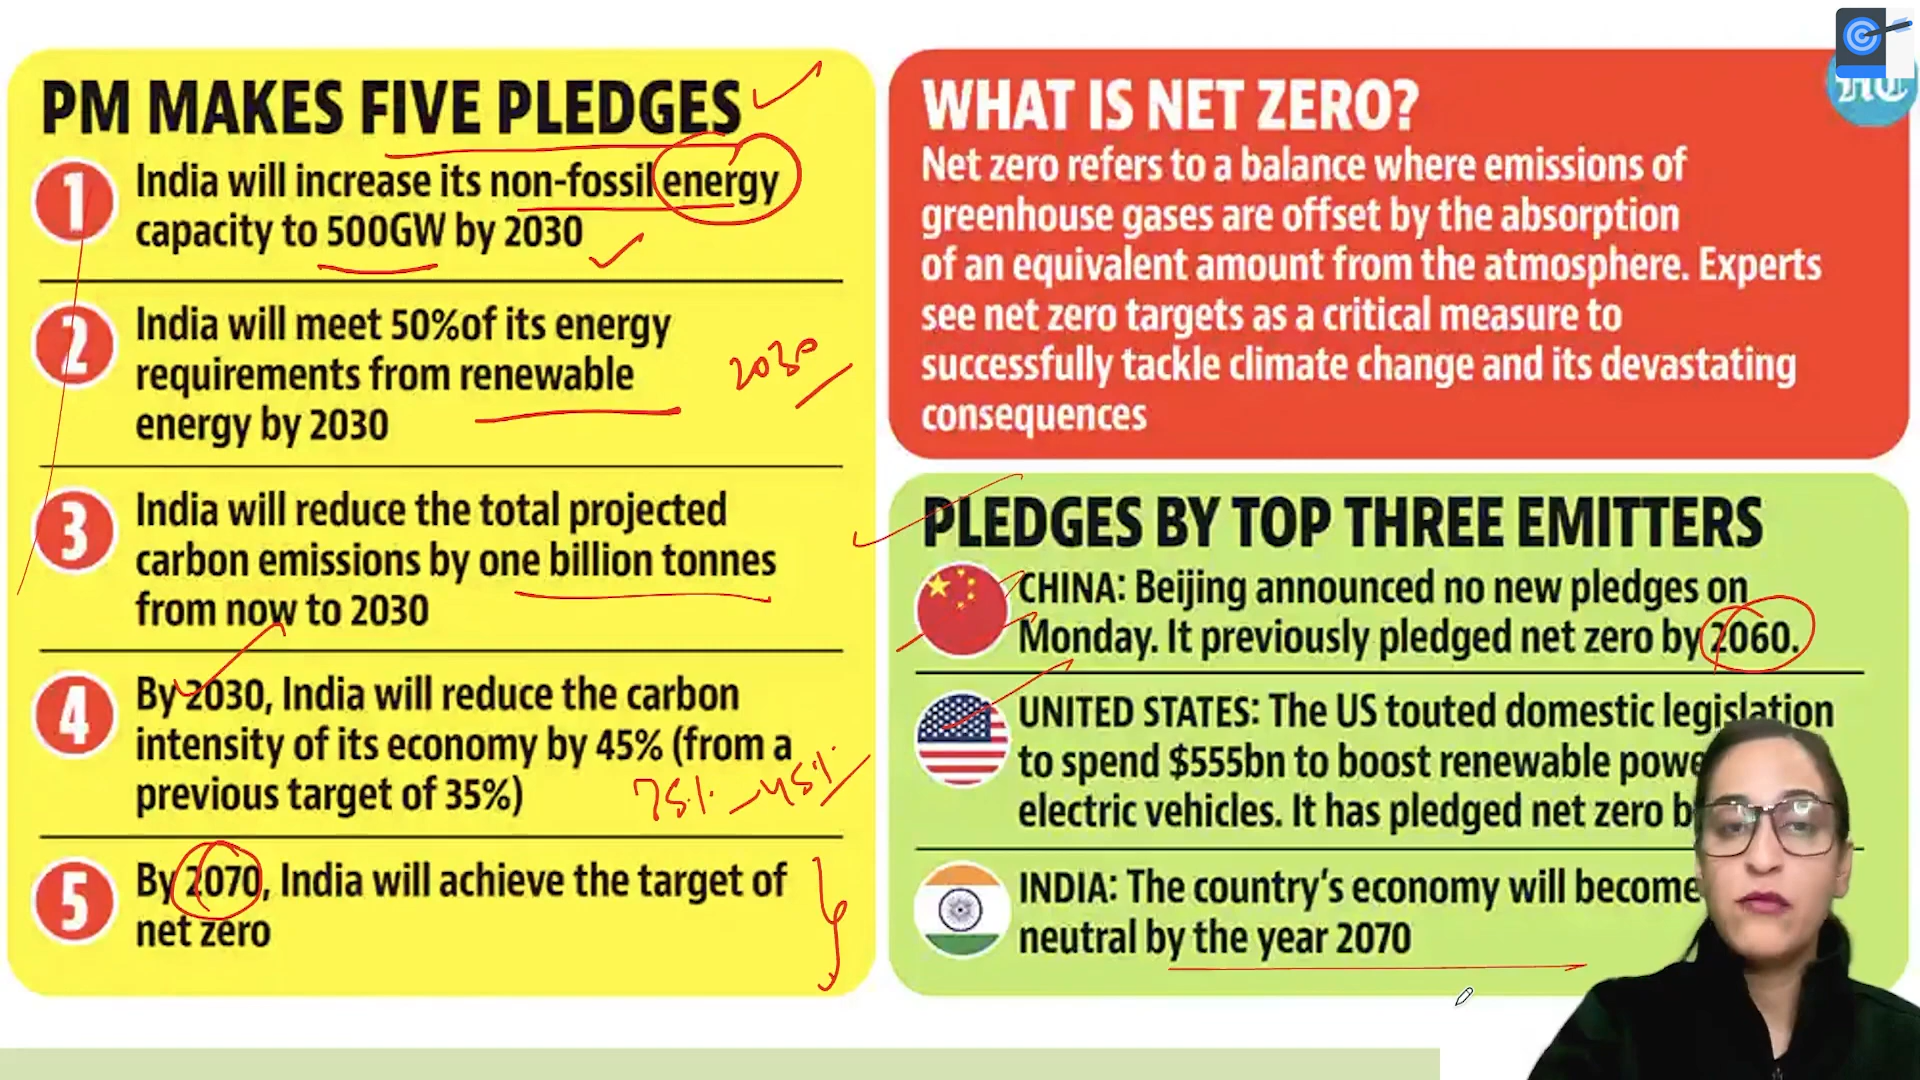 PM MAKES FIVE PLEDGES
1
India will increase its non-fossil energy
capacity to 500GW by 2030
2
India will meet 50%of its energy
requirements from renewable
energy by 2030
2030
3
India will reduce the total projected
carbon emissions by one billion tonnes
from now to 2030
4
By 2030, India will reduce the carbon
intensity of its economy by 45% (from a
previous target of 35%)
45%
5
By 2070, India will achieve the target of
net zero
WHAT IS NET ZERO?
Net zero refers to a balance where emissions of
greenhouse gases are offset by the absorption
of an equivalent amount from the atmosphere. Experts
see net zero targets as a critical measure to
successfully tackle climate change and its devastating
consequences
PLEDGES BY TOP THREE EMITTERS
CHINA: Beijing announced no new pledges on
Monday. It previously pledged net zero by 2060.
UNITED STATES: The US touted domestic legislation
to spend $555bn to boost renewable powe
electric vehicles. It has pledged net zero b
INDIA: The country's economy will become
neutral by the year 2070